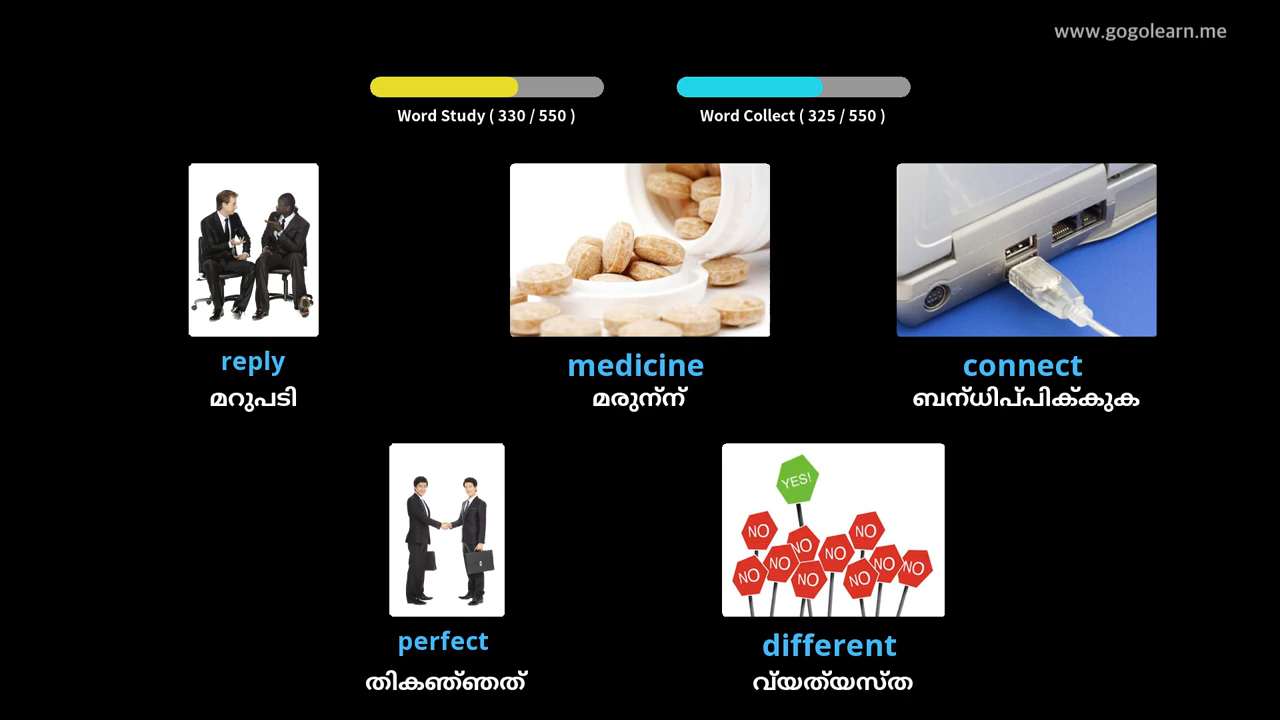 www.gogolearn.me
Word Study ( 330 / 550 )
Word Collect ( 325 / 550 )
reply
medicine
connect
മറുപടി
മരുന്ന്
ബന്ധിപ്പിക്കുക
YES!
NO
NO
NO
NO
NO
NO
NO
NO
NO
NO
perfect
different
തികഞ്ഞത്
വ്യത്യസ്ത